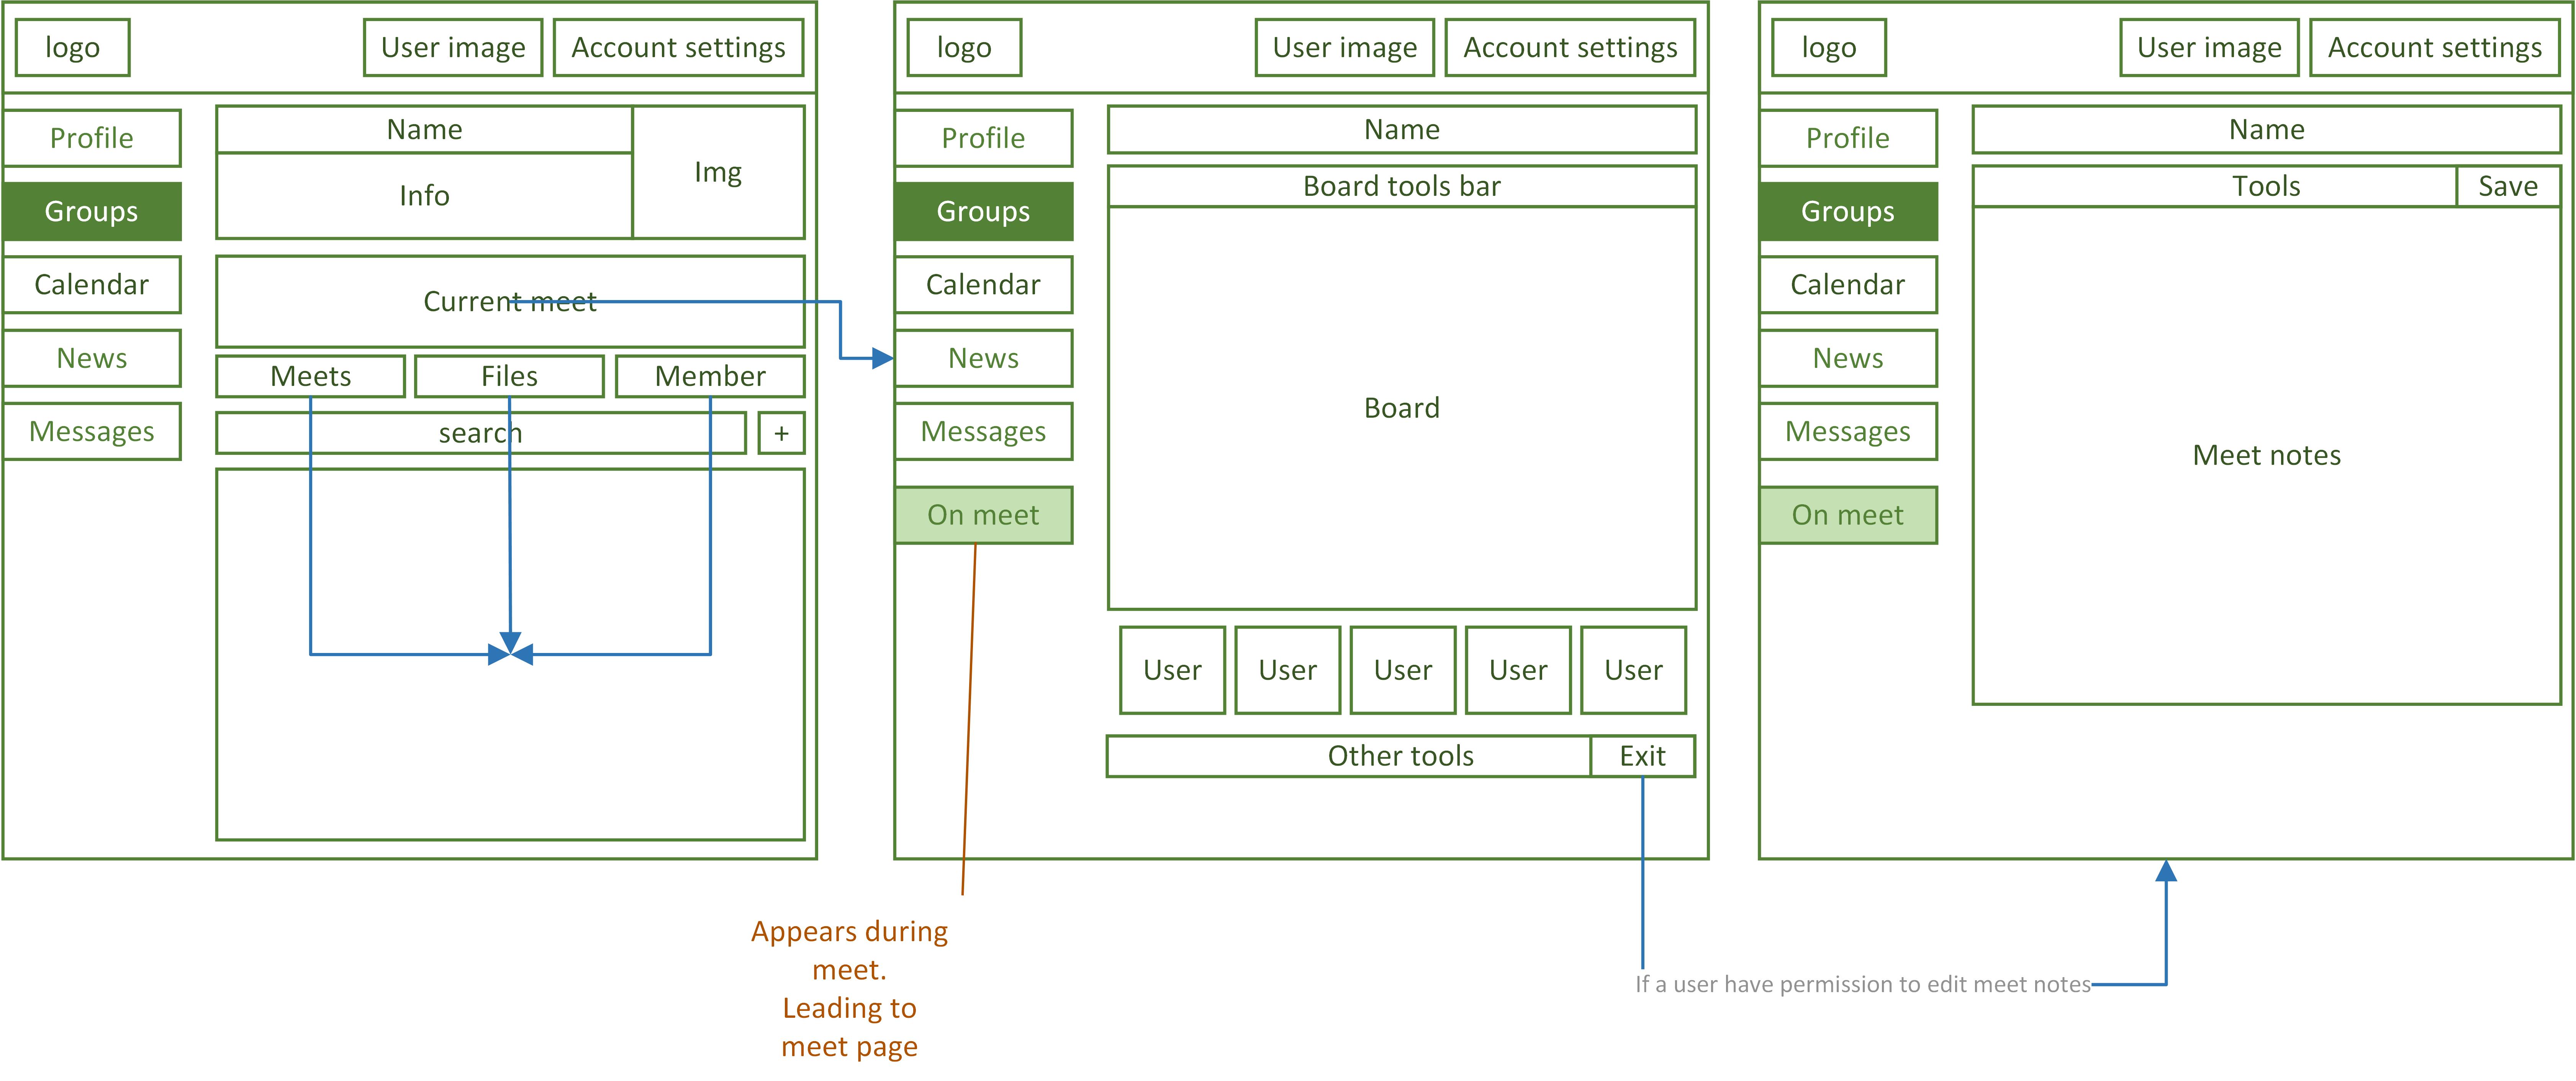 logo
User image
Account settings
Profile
Groups
Calendar
News
Messages
Name
Info
Img
Current meet
Meets
Files
Member
search
+
logo
User image
Account settings
Profile
Groups
Calendar
News
Messages
On meet
Name
Board tools bar
Board
User
User
User
User
User
Other tools
Exit
Appears during
meet.
Leading to
meet page
logo
User image
Account settings
Profile
Groups
Calendar
News
Messages
On meet
Name
Tools
Save
Meet notes
If a user have permission to edit meet notes